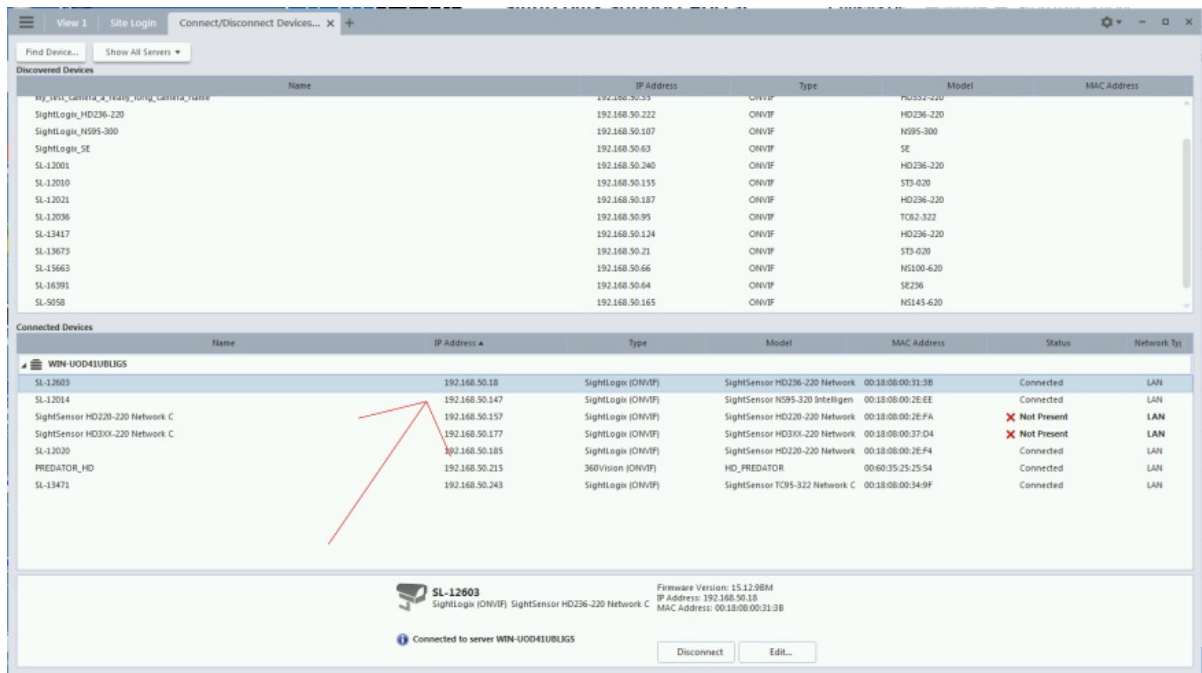 View 1 Site Login Connect/Disconnect Devices... x +
Find Device... Show All Servers
Discovered Devices
Name IP Address Type Model MAC Address
my_test_camera_a_really_long_camera_name 192.168.50.55 ONVIF
SightLogix_HD236-220 192.168.50.222 ONVIF HD236-220
SightLogix_NS95-300 192.168.50.107 ONVIF NS95-300
SightLogix_SE 192.168.50.63 ONVIF SE
SL-12001 192.168.50.240 ONVIF HD236-220
SL-12010 192.168.50.155 ONVIF ST3-020
SL-12021 192.168.50.187 ONVIF HD236-220
SL-12036 192.168.50.95 ONVIF TC62-322
SL-13417 192.168.50.124 ONVIF HD236-220
SL-13673 192.168.50.21 ONVIF ST3-020
SL-15663 192.168.50.66 ONVIF NS100-620
SL-16391 192.168.50.64 ONVIF SE236
SL-5058 192.168.50.165 ONVIF NS145-620
Connected Devices
Name IP Address Type Model MAC Address Status Network Ty
WIN-UOD41UBLIGS
SL-12603 192.168.50.18 SightLogix (ONVIF) SightSensor HD236-220 Network 00:18:08:00:31:3B Connected LAN
SL-12014 192.168.50.147 SightLogix (ONVIF) SightSensor NS95-320 Intelligen 00:18:08:00:2E:EE Connected LAN
SightSensor HD220-220 Network C 192.168.50.157 SightLogix (ONVIF) SightSensor HD220-220 Network 00:18:08:00:2E:FA Not Present LAN
SightSensor HD3XX-220 Network C 192.168.50.177 SightLogix (ONVIF) SightSensor HD3XX-220 Network 00:18:08:00:37:D4 Not Present LAN
SL-12020 192.168.50.185 SightLogix (ONVIF) SightSensor HD220-220 Network 00:18:08:00:2E:F4 Connected LAN
PREDATOR_HD 192.168.50.215 360Vision (ONVIF) HD_PREDATOR 00:60:35:25:25:54 Connected LAN
SL-13471 192.168.50.243 SightLogix (ONVIF) SightSensor TC95-322 Network C 00:18:08:00:34:9F Connected LAN
SL-12603
SightLogix (ONVIF) SightSensor HD236-220 Network C
Firmware Version: 15.12.98M
IP Address: 192.168.50.18
MAC Address: 00:18:08:00:31:3B
Connected to server WIN-UOD41UBLIGS
Disconnect Edit...